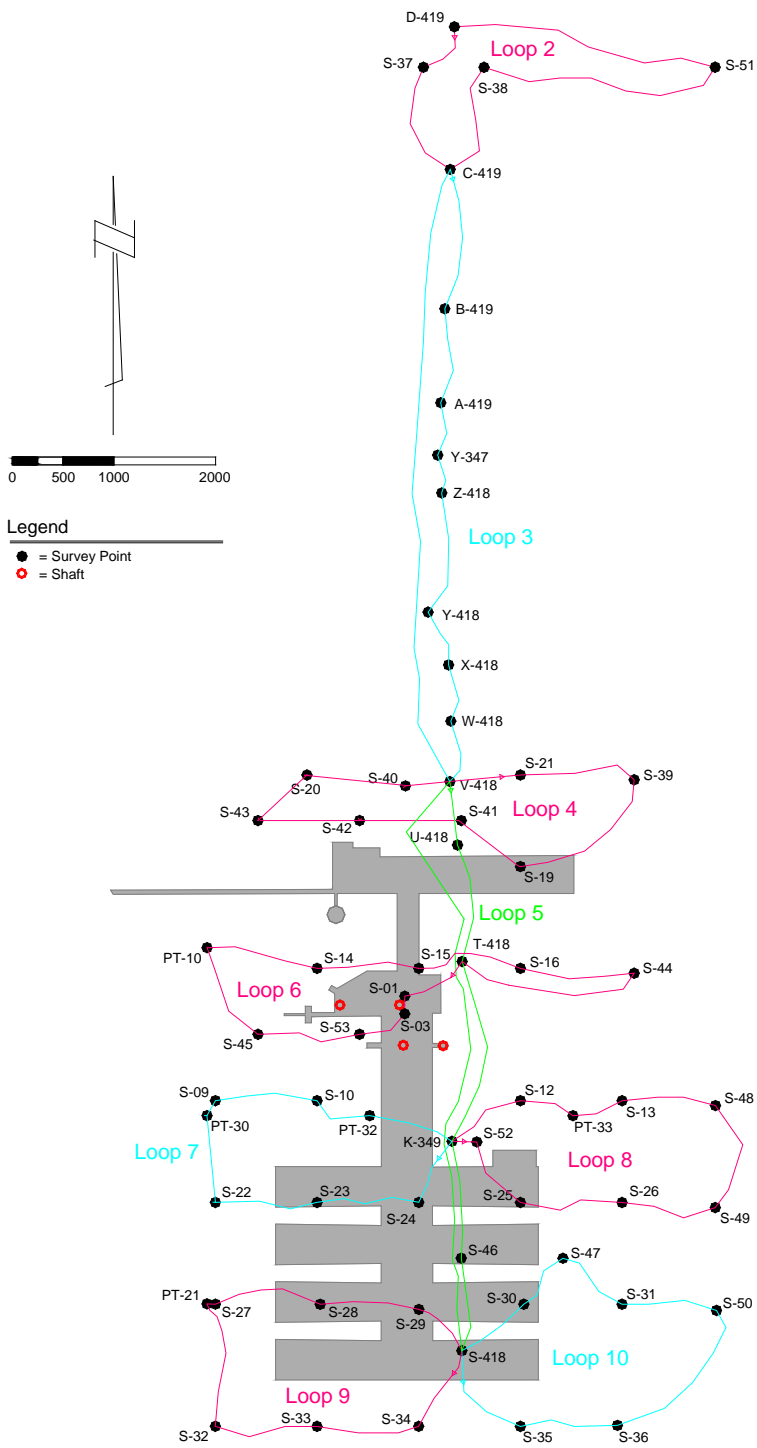 D-419
Loop 2
S-37
S-38
S-51
C-419
B-419
A-419
Y-347
0 500 1000 2000
Z-418
Legend
Loop 3
= Survey Point
= Shaft
Y-418
X-418
W-418
S-21
S-20
S-40
V-418
S-39
S-43
S-42
S-41
Loop 4
U-418
S-19
Loop 5
PT-10
S-14
S-15
T-418
S-16
S-44
Loop 6
S-01
S-03
S-45
S-53
S-09
S-10
S-12
S-13
S-48
PT-30
PT-32
PT-33
Loop 7
K-349
S-52
Loop 8
S-22
S-23
S-24
S-25
S-26
S-49
S-46
S-47
PT-21
S-27
S-28
S-29
S-30
S-31
S-50
S-418
Loop 10
Loop 9
S-32
S-33
S-34
S-35
S-36